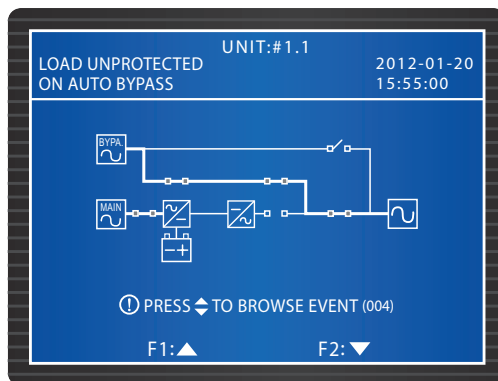 UNIT:#1.1
LOAD UNPROTECTED 2012-01-20
ON AUTO BYPASS 15:55:00
BYPA.
MAIN
PRESS TO BROWSE EVENT (004)
F1: F2: